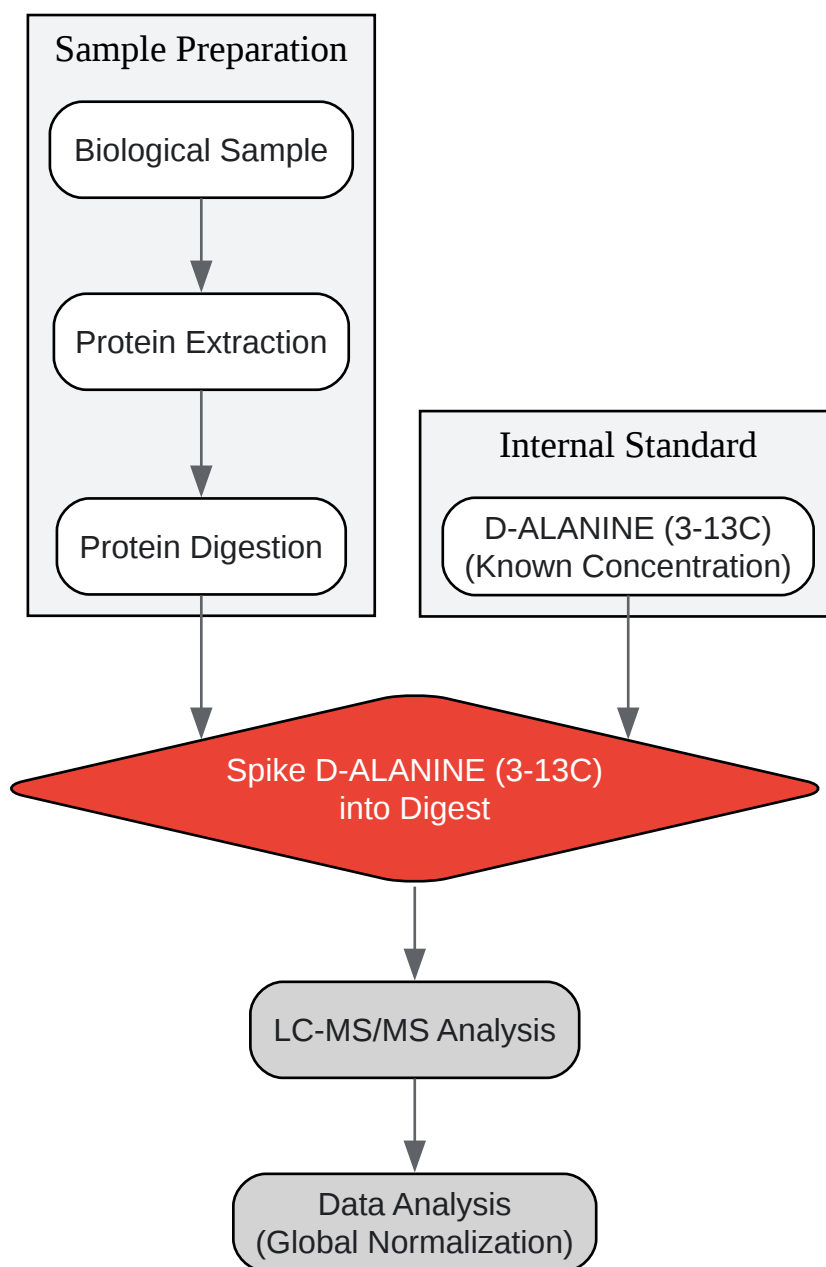 Sample Preparation
Biological Sample
Protein Extraction
Protein Digestion
Internal Standard
D-ALANINE (3-13C)
(Known Concentration)
Spike D-ALANINE (3-13C)
into Digest
LC-MS/MS Analysis
Data Analysis
(Global Normalization)